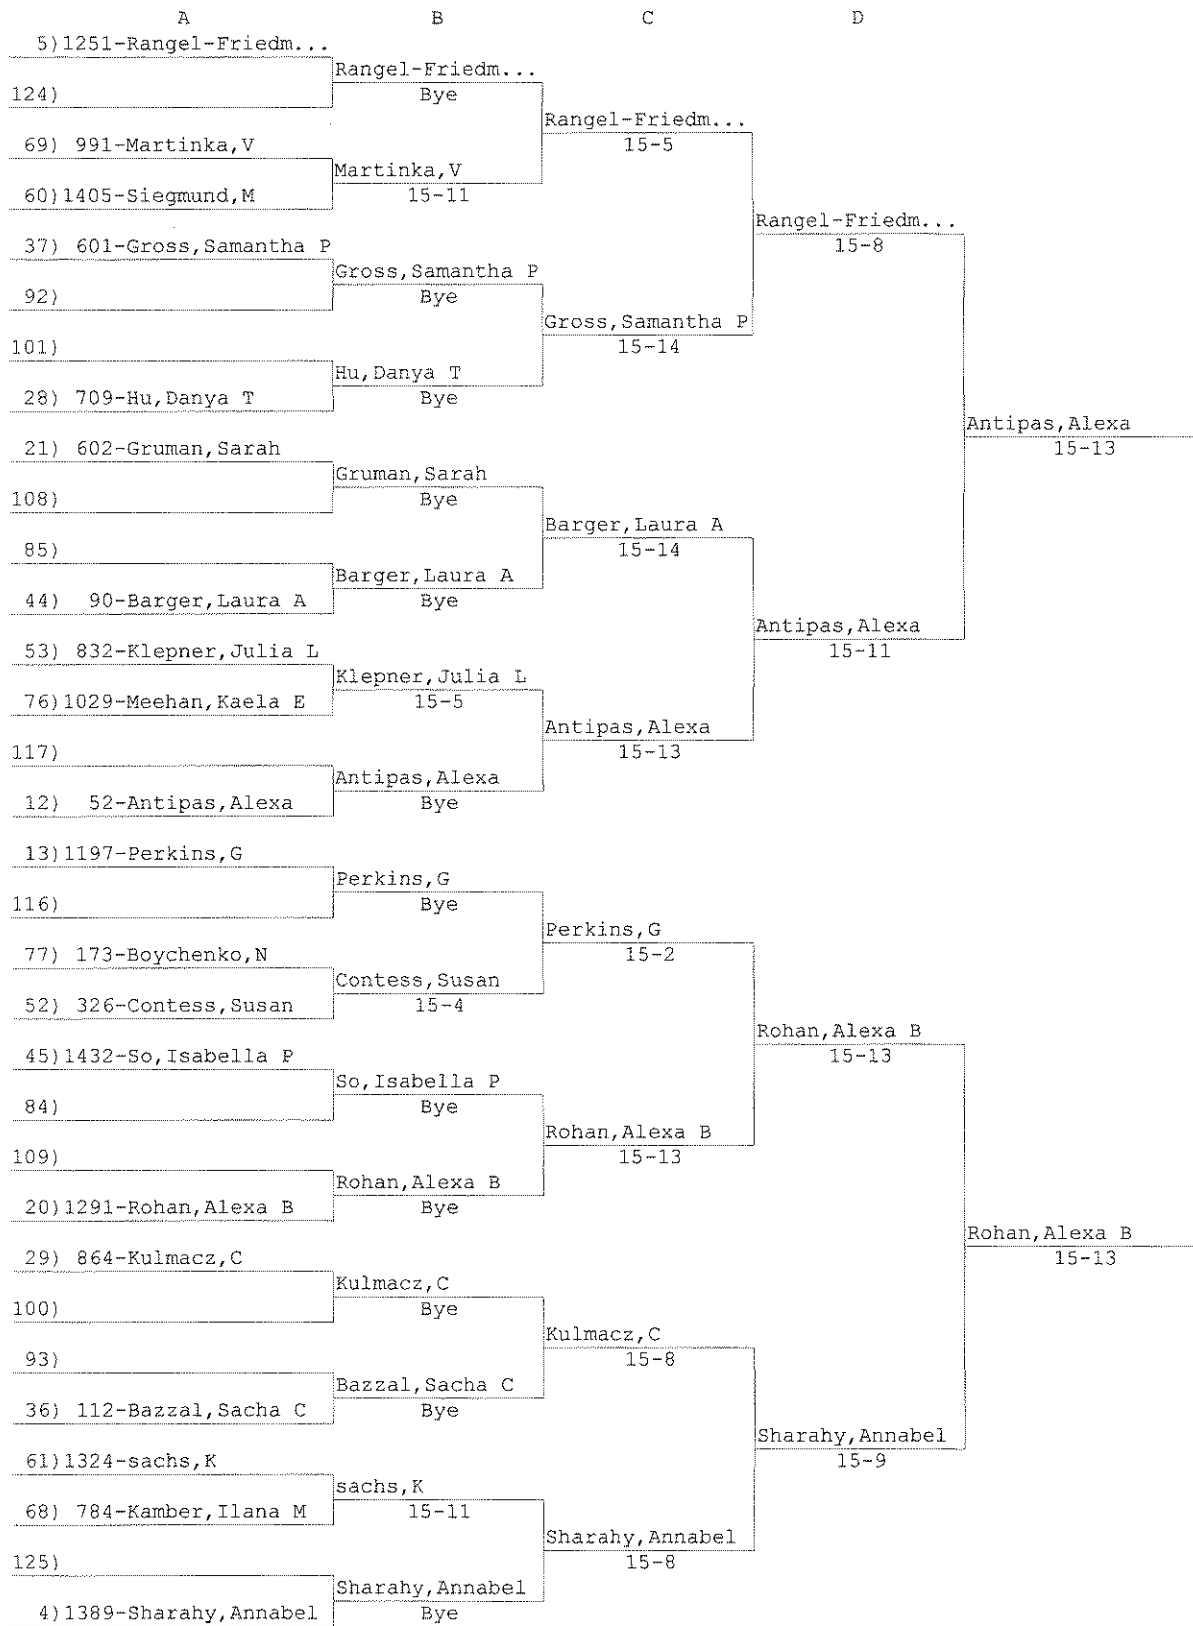 A B C D
5)1251-Rangel-Friedm...
Rangel-Friedm...
124) Bye
Rangel-Friedm...
69) 991-Martinka,V 15-5
Martinka,V
60)1405-Siegmund,M 15-11
Rangel-Friedm...
37) 601-Gross,Samantha P 15-8
Gross,Samantha P
92) Bye
Gross,Samantha P
101) 15-14
Hu,Danya T
28) 709-Hu,Danya T Bye
Antipas,Alexa
21) 602-Gruman,Sarah 15-13
Gruman,Sarah
108) Bye
Barger,Laura A
85) 15-14
Barger,Laura A
44) 90-Barger,Laura A Bye
Antipas,Alexa
53) 832-Klepner,Julia L 15-11
Klepner,Julia L
76)1029-Meehan,Kaela E 15-5
Antipas,Alexa
117) 15-13
Antipas,Alexa
12) 52-Antipas,Alexa Bye
13)1197-Perkins,G
Perkins,G
116) Bye
Perkins,G
77) 173-Boychenko,N 15-2
Contess,Susan
52) 326-Contess,Susan 15-4
Rohan,Alexa B
45)1432-So,Isabella P 15-13
So,Isabella P
84) Bye
Rohan,Alexa B
109) 15-13
Rohan,Alexa B
20)1291-Rohan,Alexa B Bye
Rohan,Alexa B
29) 864-Kulmacz,C 15-13
Kulmacz,C
100) Bye
Kulmacz,C
93) 15-8
Bazzal,Sacha C
36) 112-Bazzal,Sacha C Bye
Sharahy,Annabel
61)1324-sachs,K 15-9
sachs,K
68) 784-Kamber,Ilana M 15-11
Sharahy,Annabel
125) 15-8
Sharahy,Annabel
4)1389-Sharahy,Annabel Bye